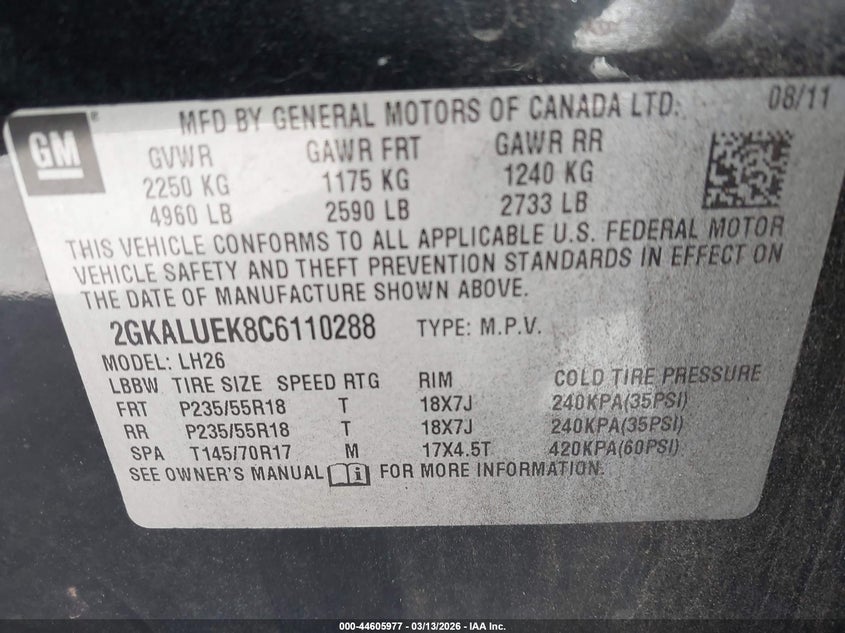 GM®
MFD BY GENERAL MOTORS OF CANADA LTD. 08/11
GVWR GAWR FRT GAWR RR
2250 KG 1175 KG 1240 KG
4960 LB 2590 LB 2733 LB
THIS VEHICLE CONFORMS TO ALL APPLICABLE U.S. FEDERAL MOTOR
VEHICLE SAFETY AND THEFT PREVENTION STANDARDS IN EFFECT ON
THE DATE OF MANUFACTURE SHOWN ABOVE.
2GKALUEK8C6110288 TYPE: M.P.V.
MODEL: LH26
LBBW TIRE SIZE SPEED RTG RIM COLD TIRE PRESSURE
FRT P235/55R18 T 18X7J 240KPA(35PSI)
RR P235/55R18 T 18X7J 240KPA(35PSI)
SPA T145/70R17 M 17X4.5T 420KPA(60PSI)
SEE OWNER'S MANUAL FOR MORE INFORMATION.
000-44605977 — 03/13/2026 — IAA Inc.